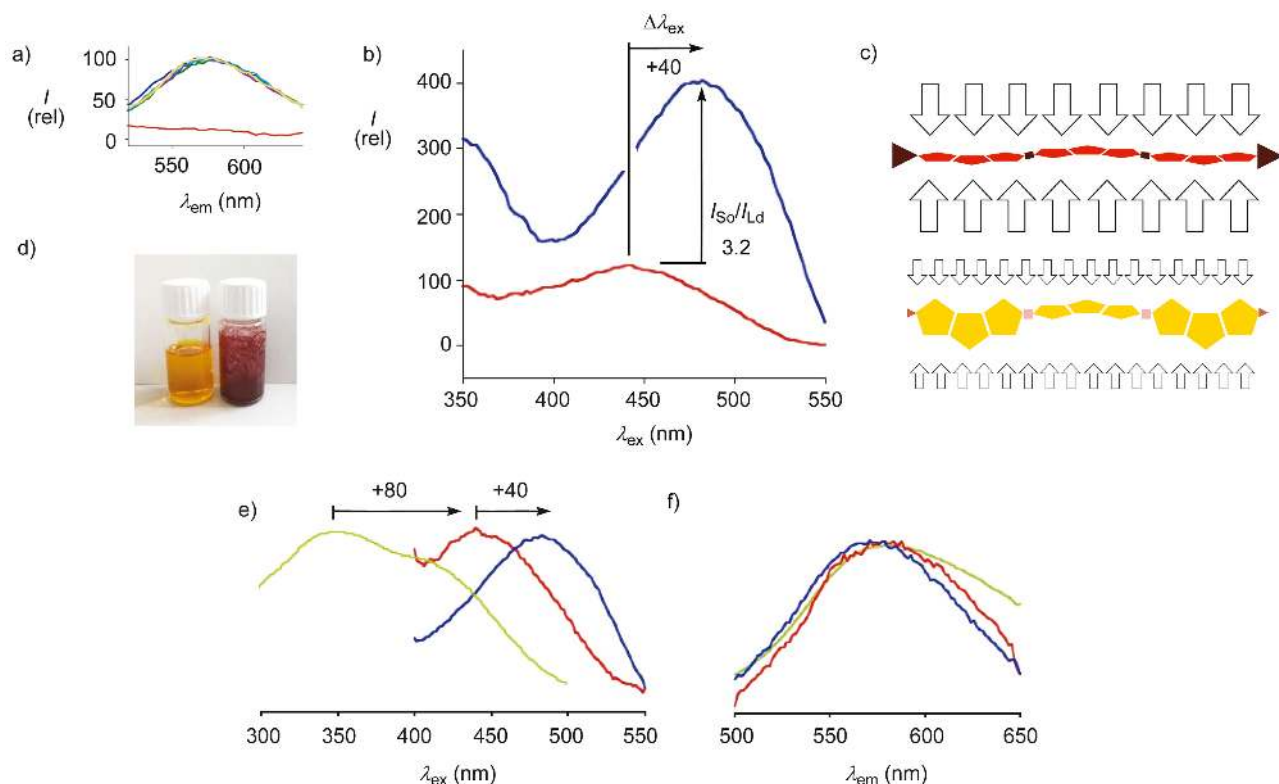 a)
I
(rel)
100
50
0
550
600
λem (nm)
b)
Δλex
+40
I
(rel)
400
300
200
100
0
ISo/ILd
3.2
350
400
450
500
550
λex (nm)
c)
d)
e)
+80
+40
300
350
400
450
500
550
λex (nm)
f)
500
550
600
650
λem (nm)